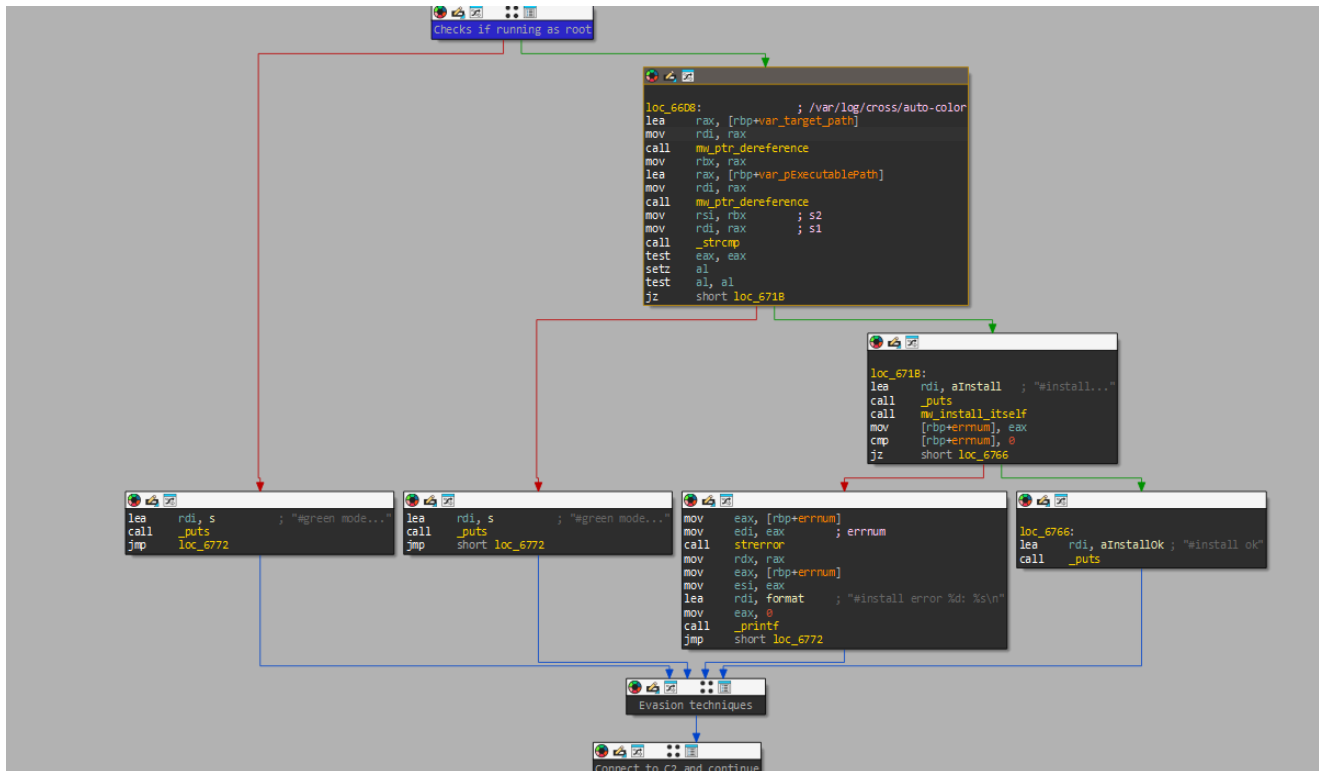 Checks if running as root
loc_66D8: ; /var/log/cross/auto-color
lea rax, [rbp+var_target_path]
mov rdi, rax
call mw_ptr_dereference
mov rbx, rax
lea rax, [rbp+var_pExecutablePath]
mov rdi, rax
call mw_ptr_dereference
mov rsi, rbx ; s2
mov rdi, rax ; s1
call _strcmp
test eax, eax
setz al
test al, al
jz short loc_671B
loc_671B:
lea rdi, aInstall ; "#install..."
call _puts
call mw_install_itself
mov [rbp+errnum], eax
cmp [rbp+errnum], 0
jz short loc_6766
lea rdi, s ; "#green mode..."
call _puts
jmp loc_6772
lea rdi, s ; "#green mode..."
call _puts
jmp short loc_6772
mov eax, [rbp+errnum]
mov edi, eax ; errnum
call strerror
mov rdx, rax
mov eax, [rbp+errnum]
mov esi, eax
lea rdi, format ; "#install error %d: %s\n"
mov eax, 0
call _printf
jmp short loc_6772
loc_6766:
lea rdi, aInstallOk ; "#install ok"
call _puts
Evasion techniques
Connect to C2 and continue